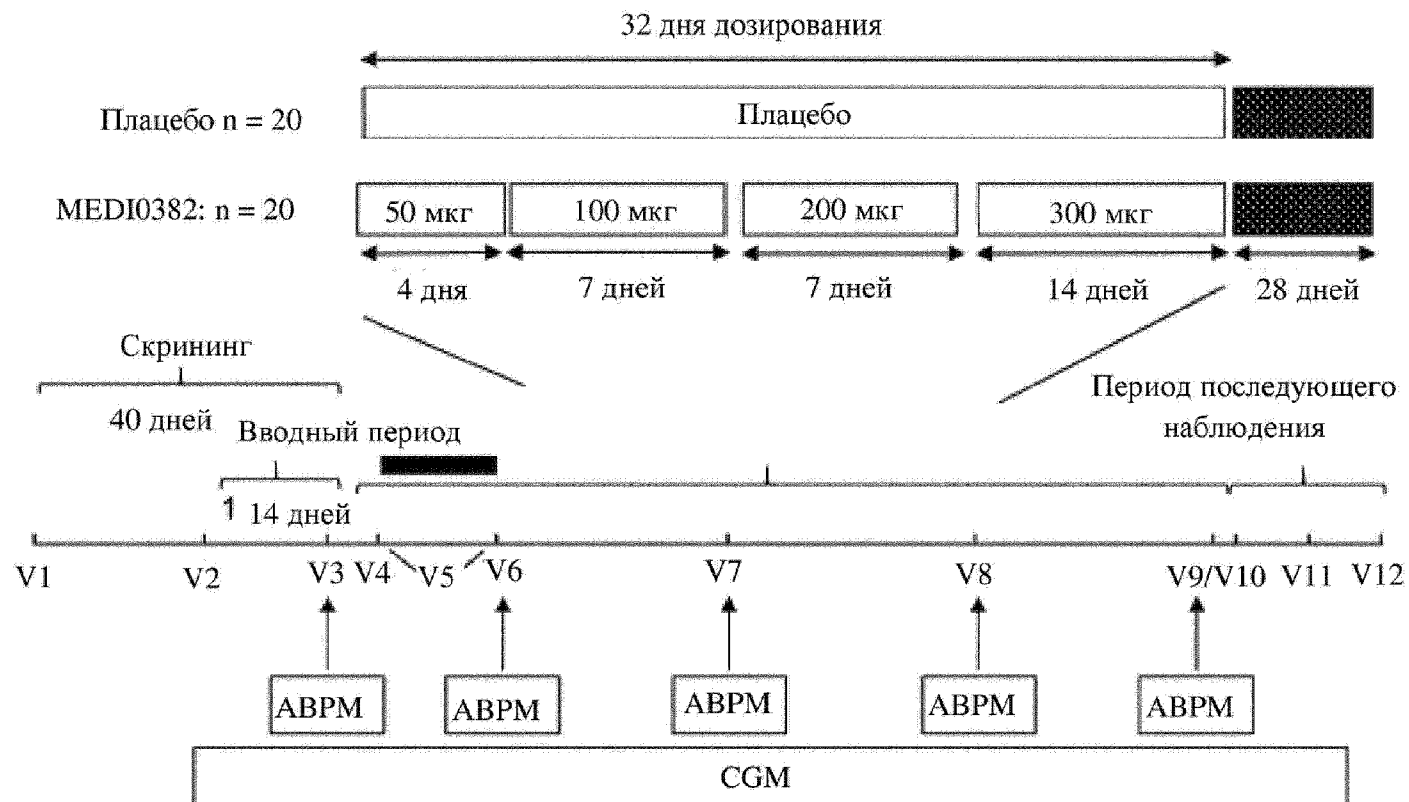 32 дня дозирования
Плацебо n = 20
Плацебо
MEDI0382: n = 20
50 мкг
100 мкг
200 мкг
300 мкг
4 дня
7 дней
7 дней
14 дней
28 дней
Скрининг
40 дней
Вводный период
1 14 дней
Период последующего
наблюдения
V1 V2 V3 V4 V5 V6 V7 V8 V9/V10 V11 V12
ABPM ABPM ABPM ABPM ABPM
CGM